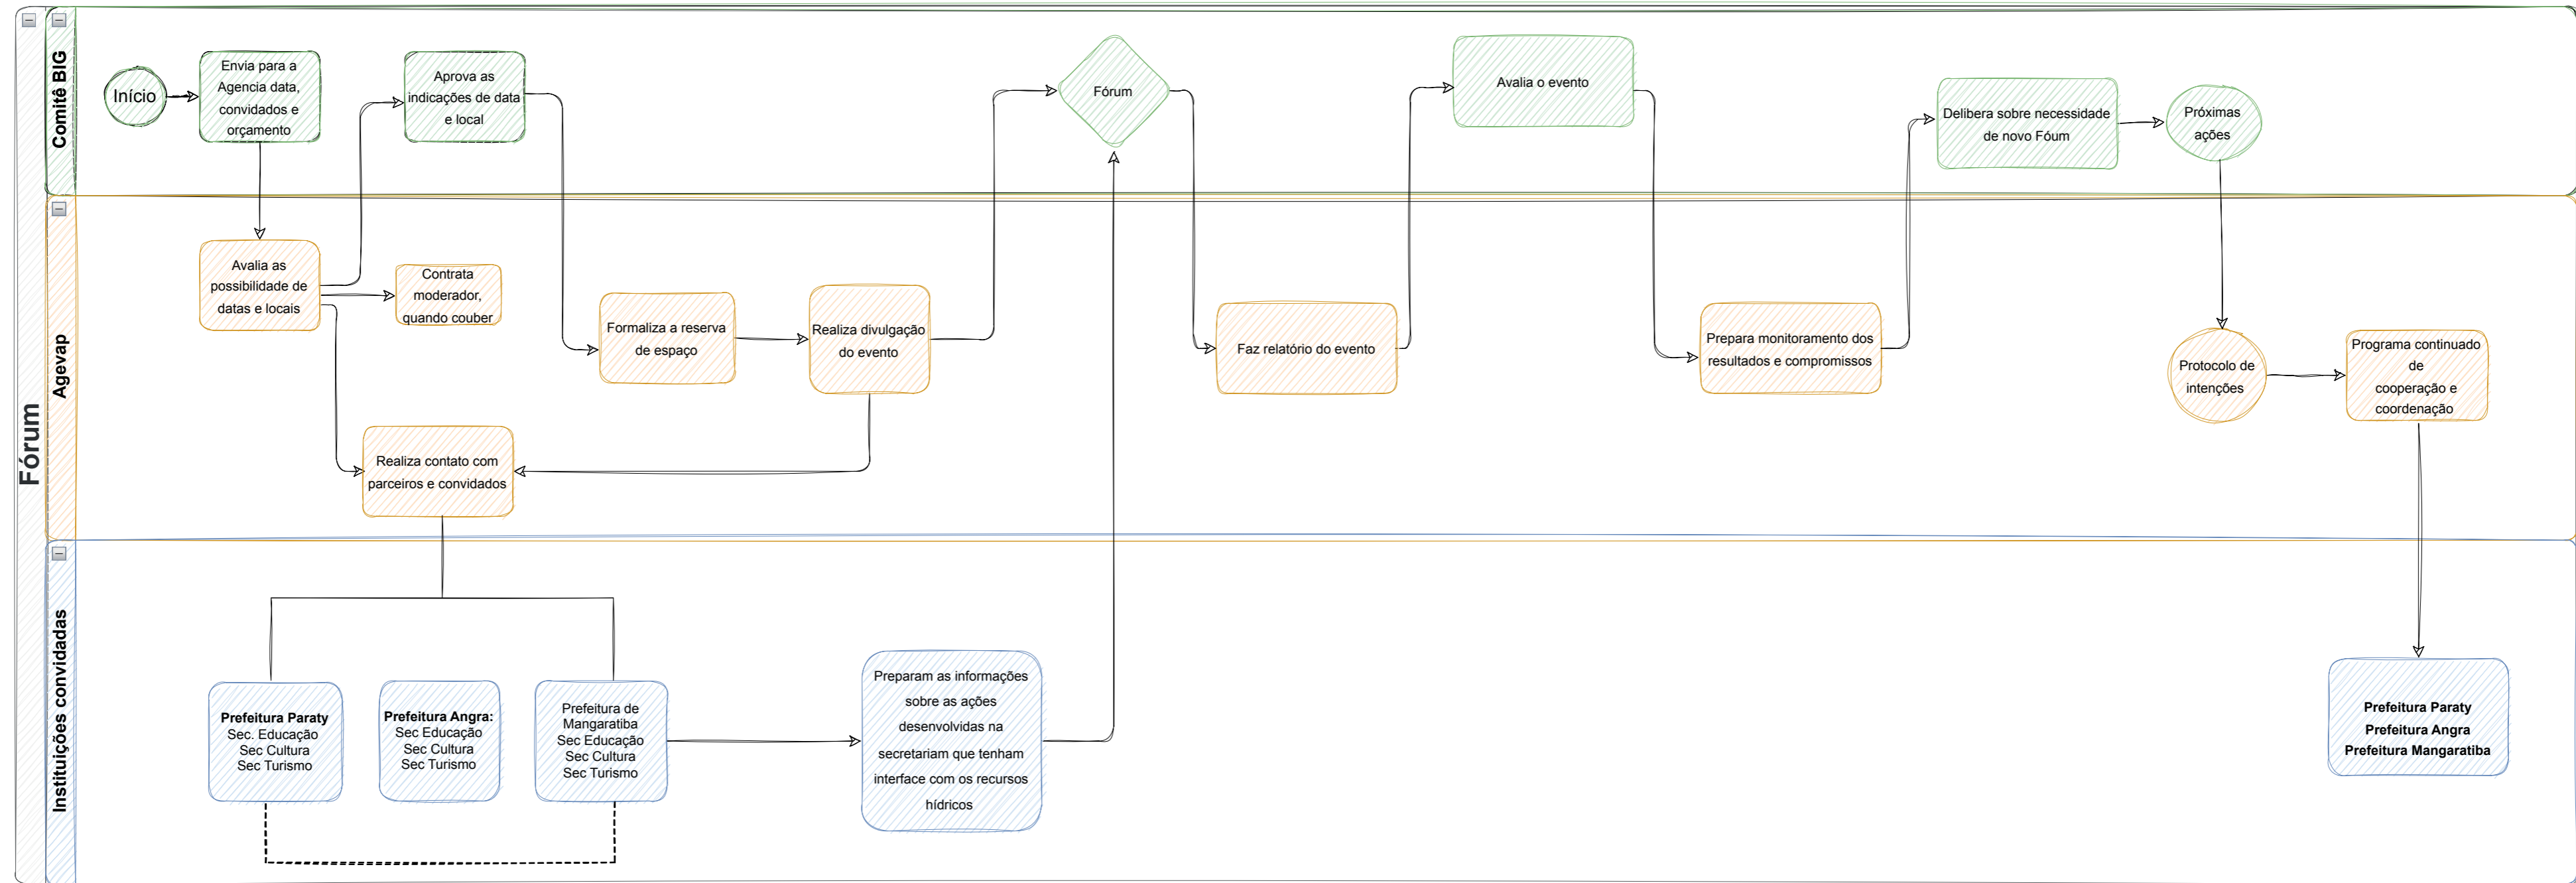 Fórum
Comitê BIG
Início
Envia para a
Agencia data,
convidados e
orçamento
Aprova as
indicações de data
e local
Fórum
Avalia o evento
Delibera sobre necessidade
de novo Fóum
Próximas
ações
Agevap
Avalia as
possibilidade de
datas e locais
Contrata
moderador,
quando couber
Formaliza a reserva
de espaço
Realiza divulgação
do evento
Faz relatório do evento
Prepara monitoramento dos
resultados e compromissos
Protocolo de
intenções
Programa continuado
de
cooperação e
coordenação
Realiza contato com
parceiros e convidados
Instituições convidadas
Prefeitura Paraty
Sec. Educação
Sec Cultura
Sec Turismo
Prefeitura Angra:
Sec Educação
Sec Cultura
Sec Turismo
Prefeitura de
Mangaratiba
Sec Educação
Sec Cultura
Sec Turismo
Preparam as informações
sobre as ações
desenvolvidas na
secretariam que tenham
interface com os recursos
hídricos
Prefeitura Paraty
Prefeitura Angra
Prefeitura Mangaratiba